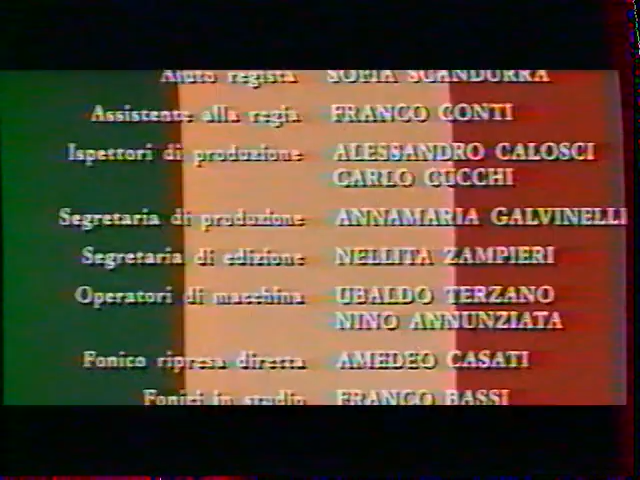 Aiuto regista SOFIA SCANDURRA
Assistente alla regia FRANCO CONTI
Ispettori di produzione ALESSANDRO CALOSCI
CARLO CUCCHI
Segretaria di produzione ANNAMARIA GALVINELLI
Segretaria di edizione NELLITA ZAMPIERI
Operatori di macchina UBALDO TERZANO
NINO ANNUNZIATA
Fonico ripresa diretta AMEDEO CASATI
Fonici in studio FRANCO BASSI